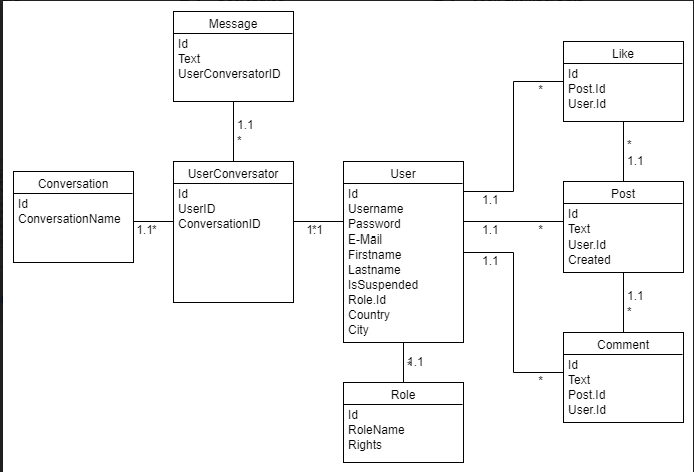 Message
Id
Text
UserConversatorID
1.1
*
Conversation
Id
ConversationName
1.1*
UserConversator
Id
UserID
ConversationID
1*1
User
Id
Username
Password
E-Mail
Firstname
Lastname
IsSuspended
Role.Id
Country
City
*1.1
Role
Id
RoleName
Rights
1.1
*
1.1
*
1.1
*
Like
Id
Post.Id
User.Id
*
1.1
Post
Id
Text
User.Id
Created
1.1
*
Comment
Id
Text
Post.Id
User.Id